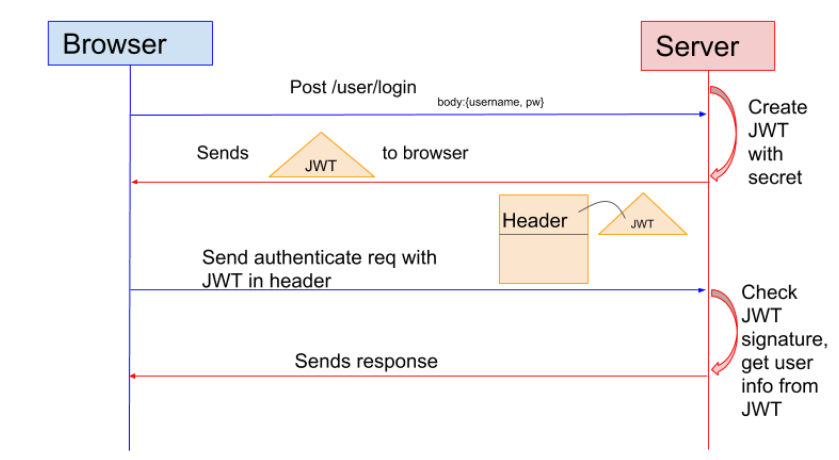 Browser
Server
Post /user/login
body:{username, pw}
Create
JWT
with
secret
Sends
JWT
to browser
Header
JWT
Send authenticate req with
JWT in header
Check
JWT
signature,
get user
info from
JWT
Sends response